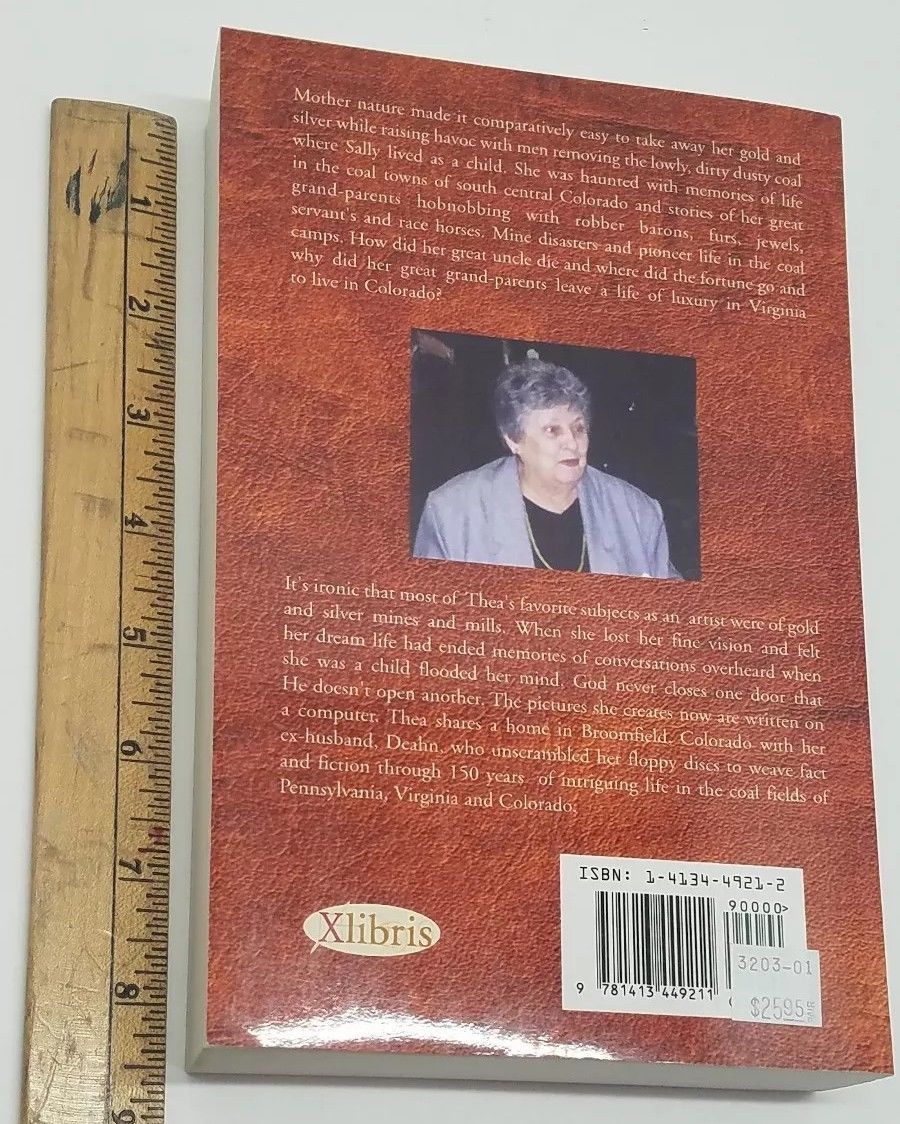 Mother nature made it comparatively easy to take away her gold and
silver while raising havoc with men removing the lowly, dirty dusty coal
where Sally lived as a child. She was haunted with memories of life
in the coal towns of south central Colorado and stories of her great
grand-parents hobnobbing with robber barons, furs, jewels,
servant's and race horses. Mine disasters and pioneer life in the coal
camps. How did her great uncle die and where did the fortune go and
why did her great grand-parents leave a life of luxury in Virginia
to live in Colorado?
It's ironic that most of Thea's favorite subjects as an artist were of gold
and silver mines and mills. When she lost her fine vision and felt
her dream life had ended memories of conversations overheard when
she was a child flooded her mind. God never closes one door that
He doesn't open another. The pictures she creates now are written on
a computer. Thea shares a home in Broomfield, Colorado with her
ex-husband, Deahn, who unscrambled her floppy discs to weave fact
and fiction through 150 years of intriguing life in the coal fields of
Pennsylvania, Virginia and Colorado.
Xlibris
ISBN: 1-4134-4921-2
90000>
9 781413 449211
3203-01
$2595
1
2
3
4
5
6
7
8
9